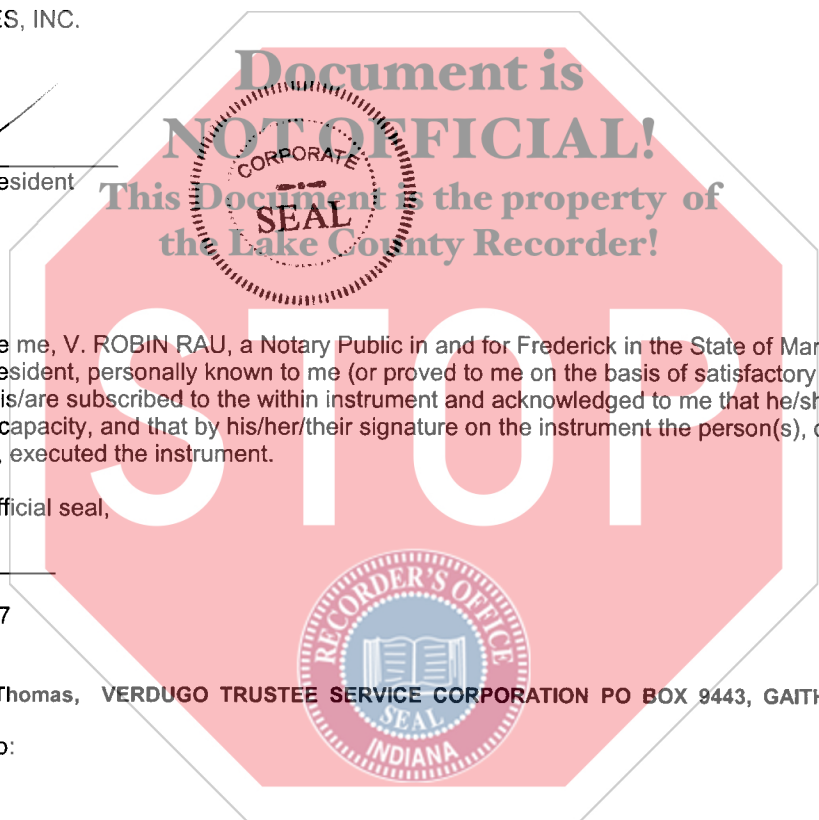 ES, INC.
Document is
NOT OFFICIAL!
CORPORATE
SEAL
esident
This Document is the property of
the Lake County Recorder!
STOP
e me, V. ROBIN RAU, a Notary Public in and for Frederick in the State of Mar
esident, personally known to me (or proved to me on the basis of satisfactory
is/are subscribed to the within instrument and acknowledged to me that he/sh
capacity, and that by his/her/their signature on the instrument the person(s), o
, executed the instrument.
fficial seal,
7
RECORDER'S OFFICE
SEAL
INDIANA
Thomas, VERDUGO TRUSTEE SERVICE CORPORATION PO BOX 9443, GAITH
o: